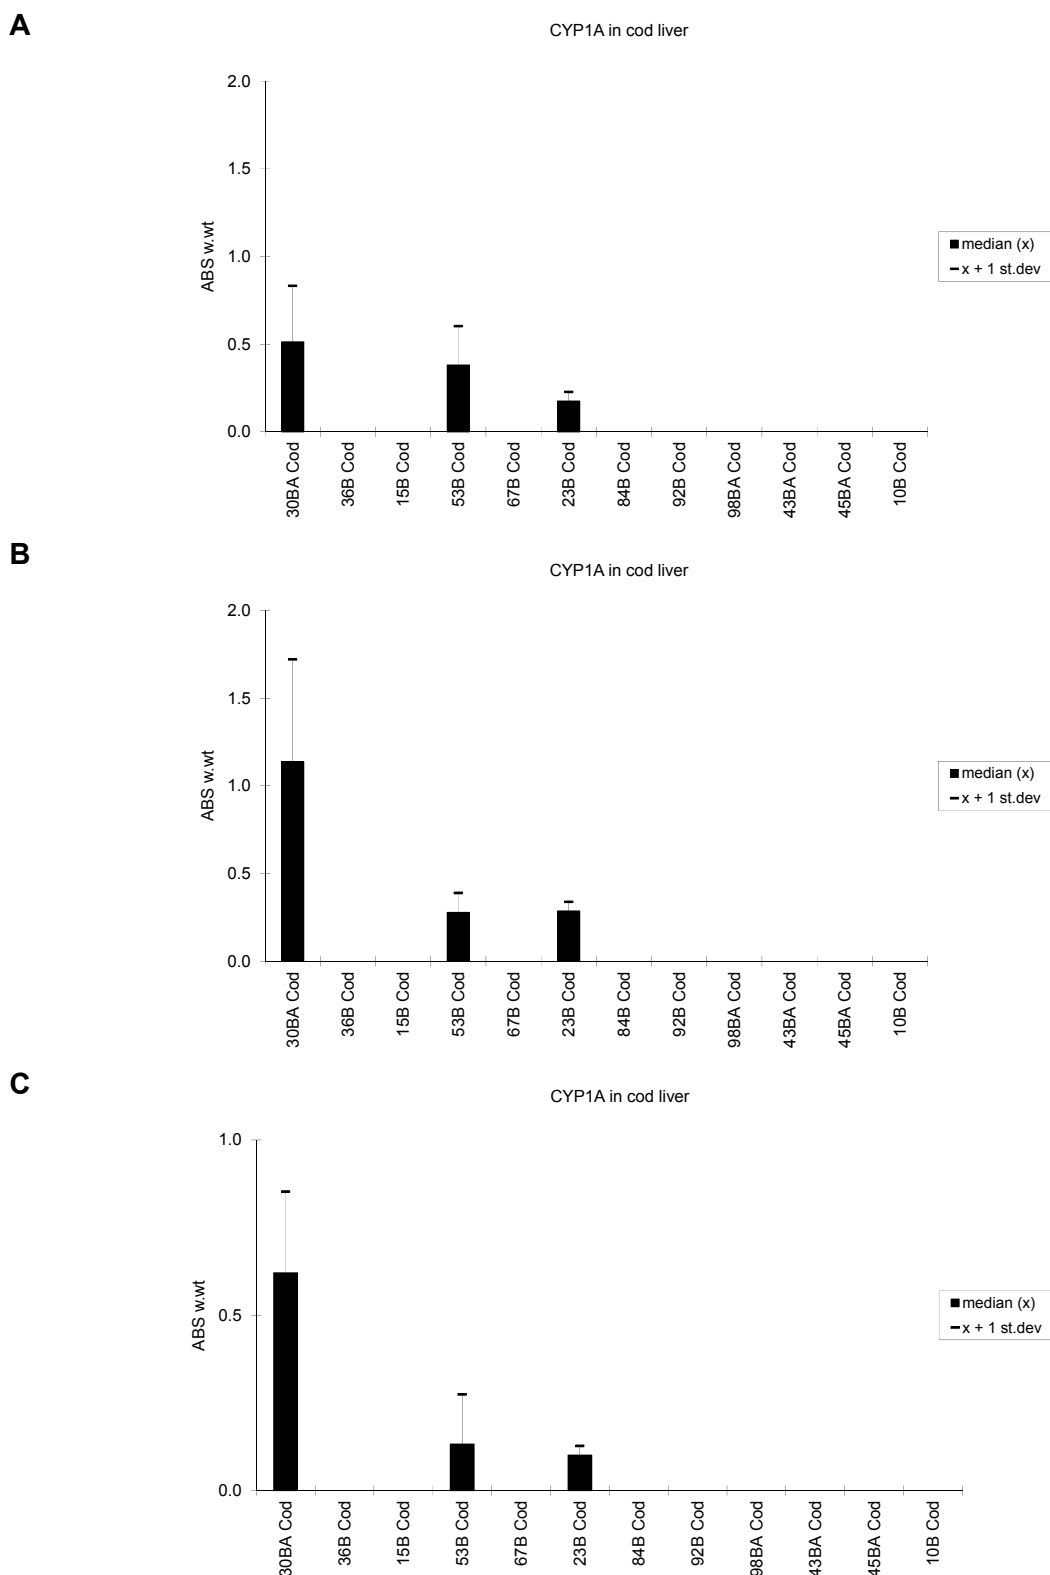 A
CYP1A in cod liver
2.0
1.5
1.0
0.5
0.0
ABS w.wt
30BA Cod
36B Cod
15B Cod
53B Cod
67B Cod
23B Cod
84B Cod
92B Cod
98BA Cod
43BA Cod
45BA Cod
10B Cod
median (x)
x + 1 st.dev
B
CYP1A in cod liver
2.0
1.5
1.0
0.5
0.0
ABS w.wt
30BA Cod
36B Cod
15B Cod
53B Cod
67B Cod
23B Cod
84B Cod
92B Cod
98BA Cod
43BA Cod
45BA Cod
10B Cod
median (x)
x + 1 st.dev
C
CYP1A in cod liver
1.0
0.5
0.0
ABS w.wt
30BA Cod
36B Cod
15B Cod
53B Cod
67B Cod
23B Cod
84B Cod
92B Cod
98BA Cod
43BA Cod
45BA Cod
10B Cod
median (x)
x + 1 st.dev